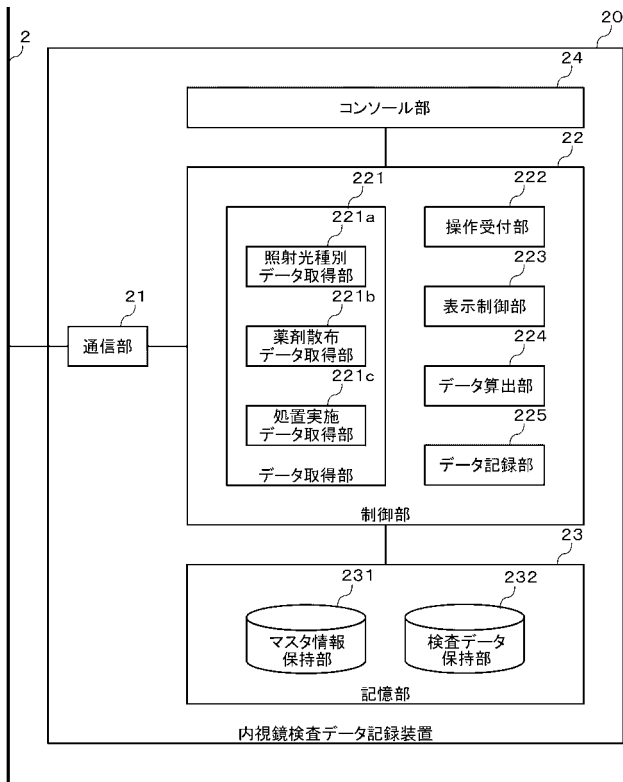 2
20
24
コンソール部
22
221
222
221a
操作受付部
照射光種別
データ取得部
223
221b
表示制御部
21
通信部
薬剤散布
データ取得部
224
221c
データ算出部
処置実施
データ取得部
225
データ記録部
データ取得部
制御部
23
231
232
マスタ情報
保持部
検査データ
保持部
記憶部
内視鏡検査データ記録装置